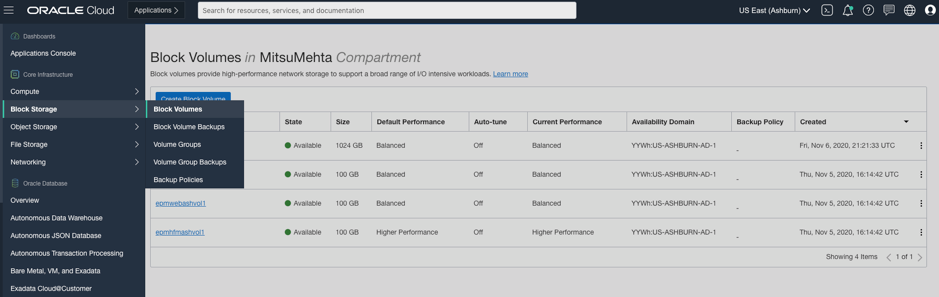 ORACLE Cloud
Applications
Search for resources, services, and documentation
US East (Ashburn)
Dashboards
Applications Console
Core Infrastructure
Compute
Block Storage
Object Storage
File Storage
Networking
Oracle Database
Overview
Autonomous Data Warehouse
Autonomous JSON Database
Autonomous Transaction Processing
Bare Metal, VM, and Exadata
Exadata Cloud@Customer
Block Volumes
Block Volume Backups
Volume Groups
Volume Group Backups
Backup Policies
Block Volumes in MitsuMehta Compartment
Block volumes provide high-performance network storage to support a broad range of I/O intensive workloads. Learn more
Create Block Volume
State Size Default Performance Auto-tune Current Performance Availability Domain Backup Policy Created
Available 1024 GB Balanced Off Balanced YYWh:US-ASHBURN-AD-1 - Fri, Nov 6, 2020, 21:21:33 UTC
Available 100 GB Balanced Off Balanced YYWh:US-ASHBURN-AD-1 - Thu, Nov 5, 2020, 16:14:42 UTC
epmwebashvol1 Available 100 GB Balanced Off Balanced YYWh:US-ASHBURN-AD-1 - Thu, Nov 5, 2020, 16:14:42 UTC
epmhfmashvol1 Available 100 GB Higher Performance Off Higher Performance YYWh:US-ASHBURN-AD-1 - Thu, Nov 5, 2020, 16:14:42 UTC
Showing 4 Items < 1 of 1 >